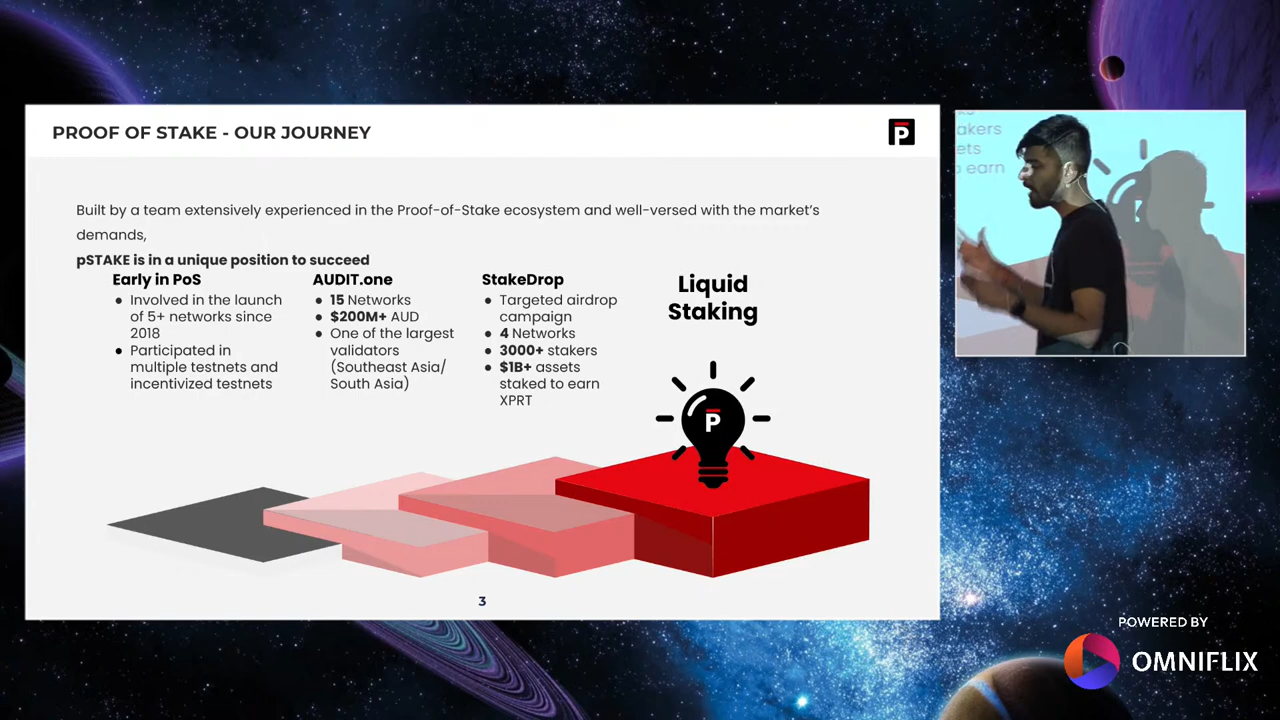 PROOF OF STAKE - OUR JOURNEY
P
Built by a team extensively experienced in the Proof-of-Stake ecosystem and well-versed with the market's
demands,
pSTAKE is in a unique position to succeed
Early in PoS
● Involved in the launch
of 5+ networks since
2018
● Participated in
multiple testnets and
incentivized testnets
AUDIT.one
● 15 Networks
● $200M+ AUD
● One of the largest
validators
(Southeast Asia/
South Asia)
StakeDrop
● Targeted airdrop
campaign
● 4 Networks
● 3000+ stakers
● $1B+ assets
staked to earn
XPRT
Liquid
Staking
P
3
akers
ets
earn
POWERED BY
OMNIFLIX